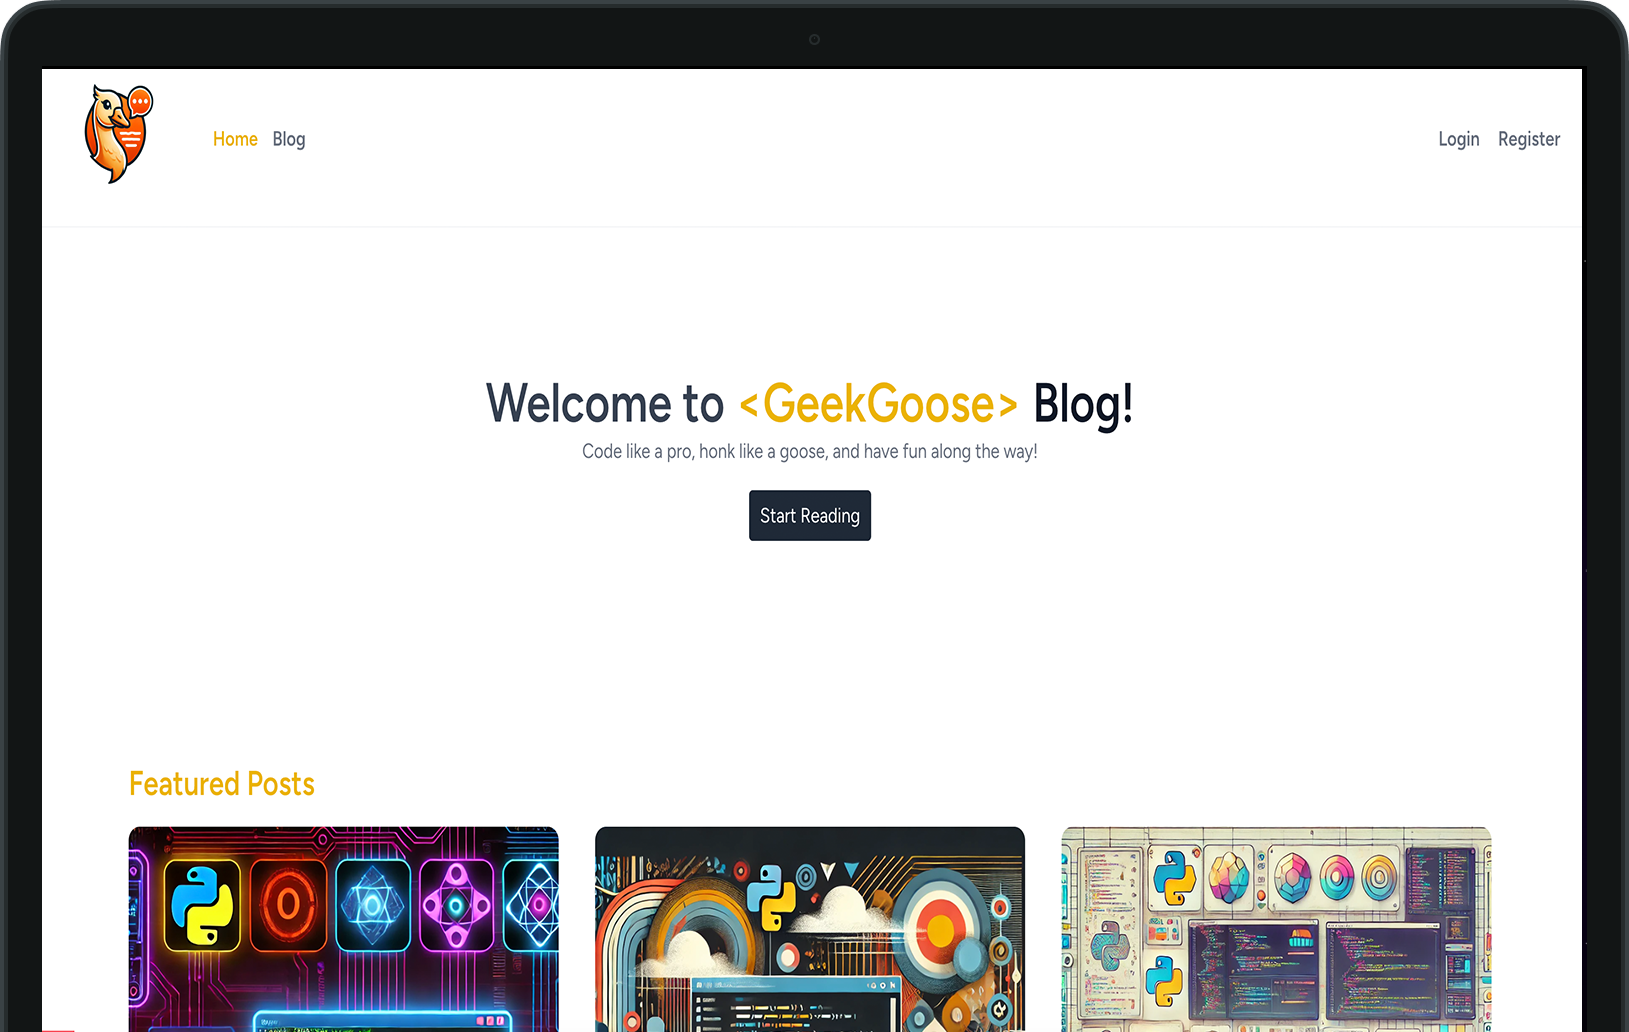 Home Blog
Login Register
Welcome to <GeekGoose> Blog!
Code like a pro, honk like a goose, and have fun along the way!
Start Reading
Featured Posts